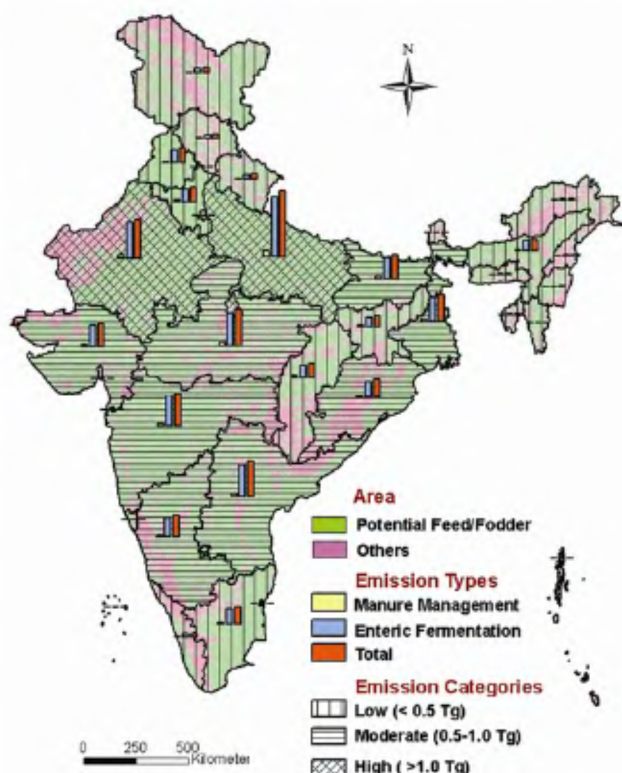 N
Area
Potential Feed/Fodder
Others
Emission Types
Manure Management
Enteric Fermentation
Total
Emission Categories
Low (< 0.5 Tg)
Moderate (0.5-1.0 Tg)
High ( >1.0 Tg)
0 250 500
Kilometer